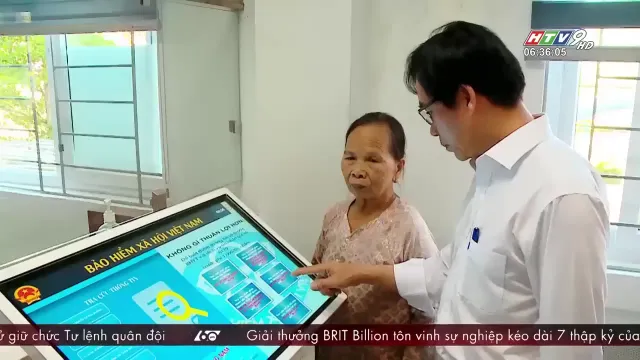 HTV9 HD
06:36:05
BẢO HIỂM XÃ HỘI VIỆT NAM
KHÔNG GÌ THUẬN LỢI HƠN
TRA CỨU THÔNG TIN
ử giữ chức Tư lệnh quân đội
60
Giải thưởng BRIT Billion tôn vinh sự nghiệp kéo dài 7 thập kỷ của